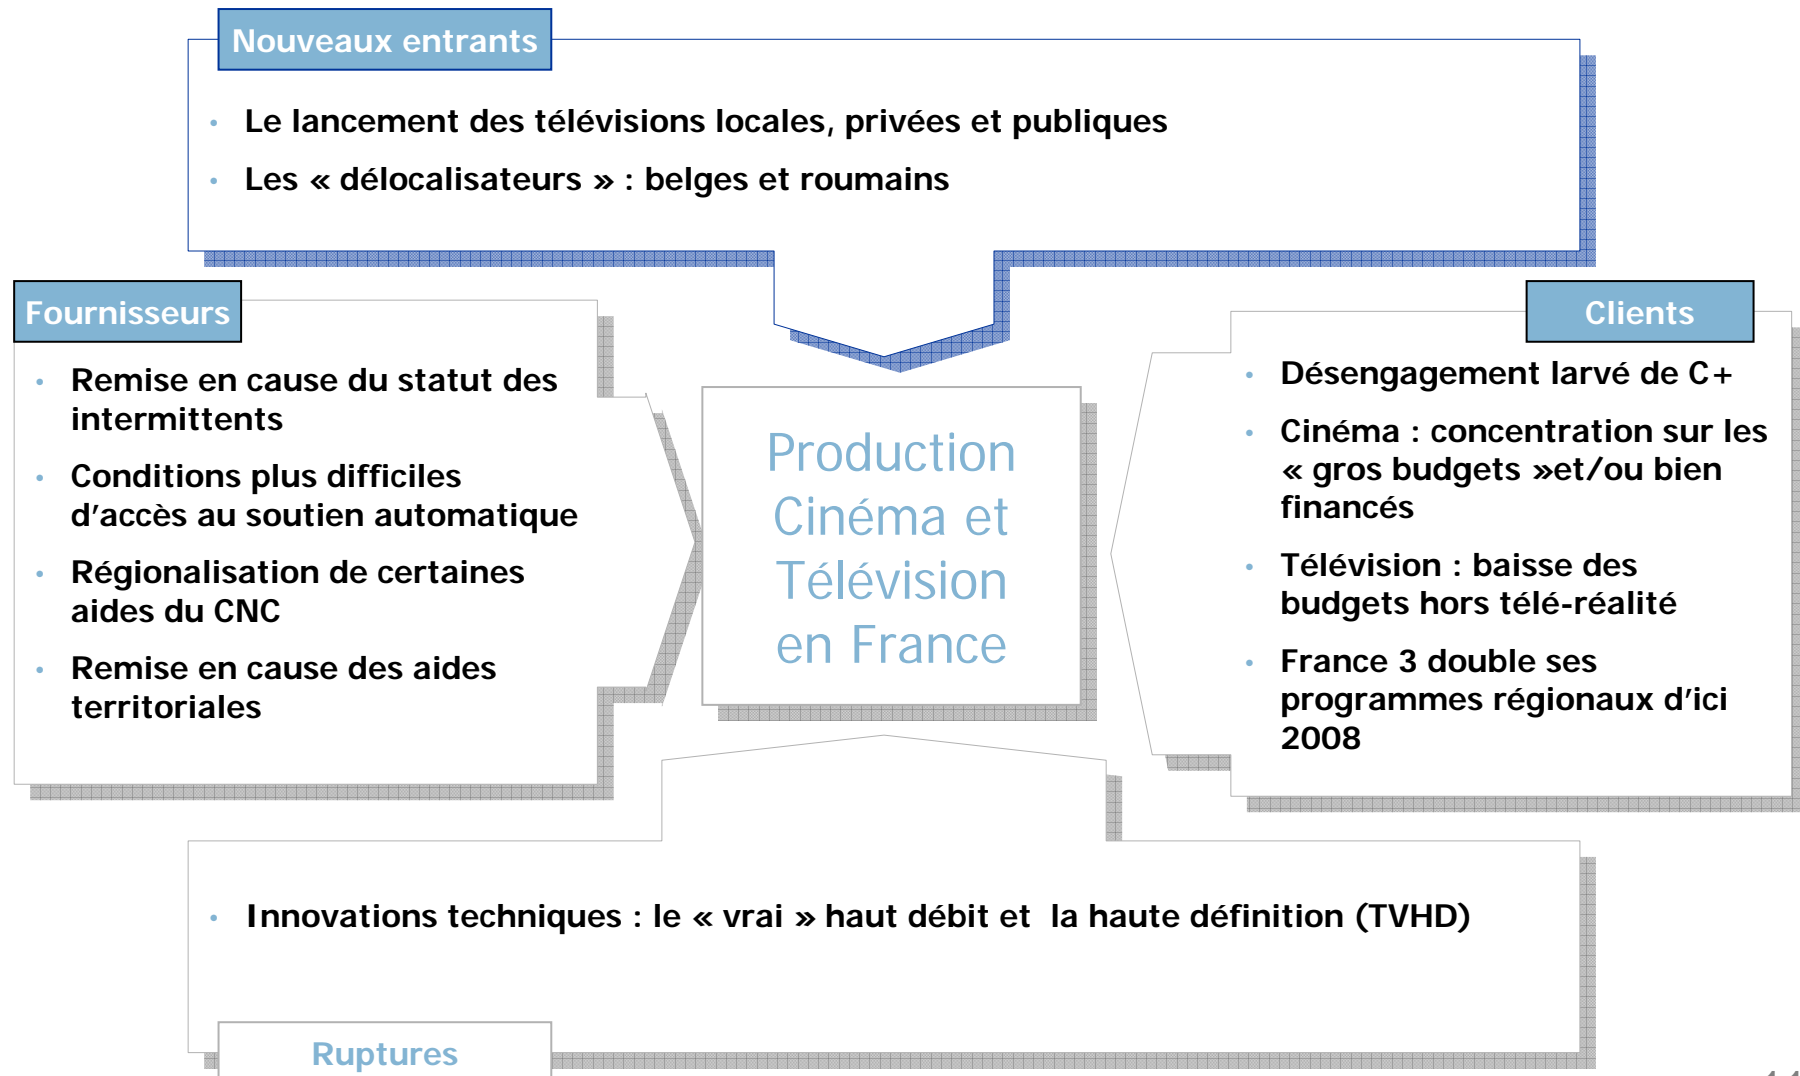 Nouveaux entrants
• Le lancement des télévisions locales, privées et publiques
• Les « délocalisateurs » : belges et roumains
Fournisseurs
• Remise en cause du statut des
intermittents
• Conditions plus difficiles
d’accès au soutien automatique
• Régionalisation de certaines
aides du CNC
• Remise en cause des aides
territoriales
Production
Cinéma et
Télévision
en France
Clients
• Désengagement larvé de C+
• Cinéma : concentration sur les
« gros budgets »et/ou bien
financés
• Télévision : baisse des
budgets hors télé-réalité
• France 3 double ses
programmes régionaux d’ici
2008
• Innovations techniques : le « vrai » haut débit et  la haute définition (TVHD)
Ruptures